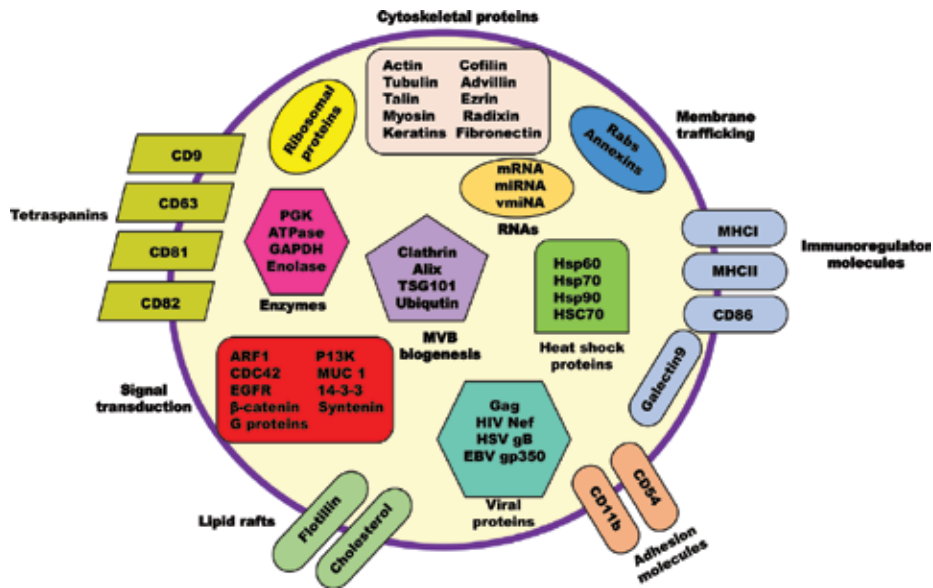 Cytoskeletal proteins
Actin Cofilin
Tubulin Advillin
Talin Ezrin
Myosin Radixin
Keratins Fibronectin
Ribosomal
proteins
Rabs
Annexins
Membrane
trafficking
mRNA
miRNA
vmiNA
RNAs
Tetraspanins
CD9
CD63
CD81
CD82
PGK
ATPase
GAPDH
Enolase
Enzymes
Clathrin
Alix
TSG101
Ubiqutin
MVB
biogenesis
Hsp60
Hsp70
Hsp90
HSC70
Heat shock
proteins
MHCI
MHCII
CD86
Galectin9
Immunoregulaton
molecules
Signal
transduction
ARF1 P13K
CDC42 MUC 1
EGFR 14-3-3
β-catenin Syntenin
G proteins
Gag
HIV Nef
HSV gB
EBV gp350
Viral
proteins
Lipid rafts
Flotillin
Cholesterol
CD11b
CD54
Adhesion
molecules